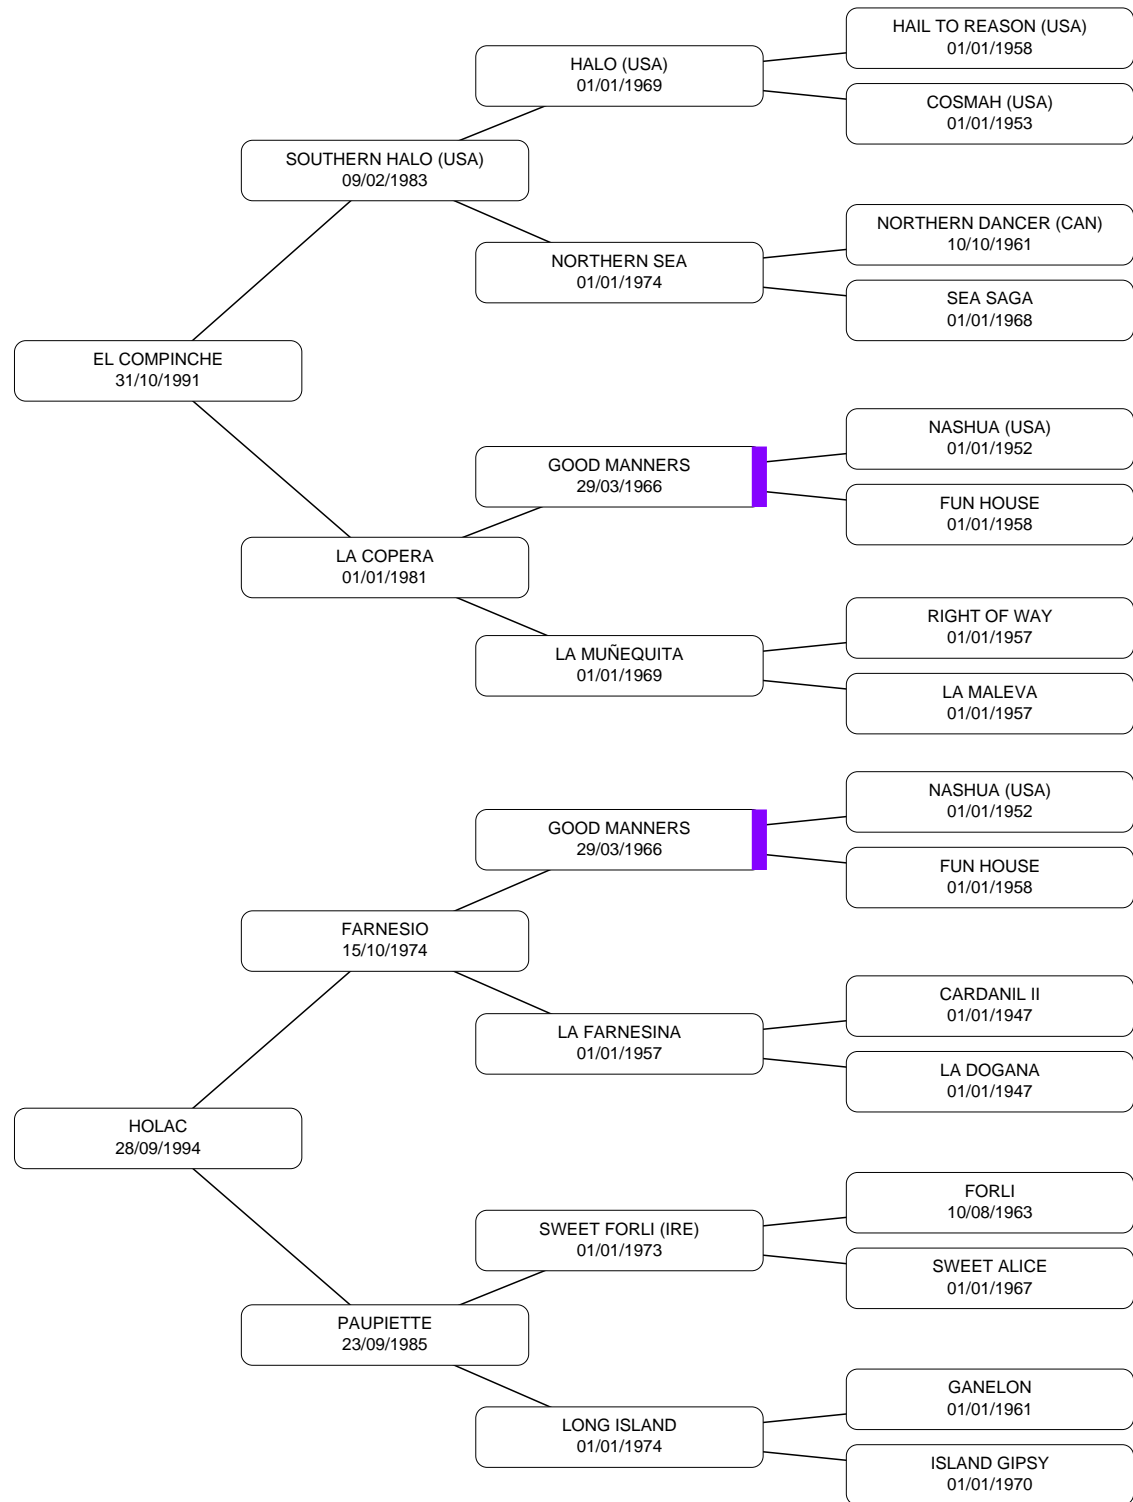 HAIL TO REASON (USA)
01/01/1958
HALO (USA)
01/01/1969
COSMAH (USA)
01/01/1953
SOUTHERN HALO (USA)
09/02/1983
NORTHERN DANCER (CAN)
10/10/1961
NORTHERN SEA
01/01/1974
SEA SAGA
01/01/1968
EL COMPINCHE
31/10/1991
NASHUA (USA)
01/01/1952
GOOD MANNERS
29/03/1966
FUN HOUSE
01/01/1958
LA COPERA
01/01/1981
RIGHT OF WAY
01/01/1957
LA MUÑEQUITA
01/01/1969
LA MALEVA
01/01/1957
NASHUA (USA)
01/01/1952
GOOD MANNERS
29/03/1966
FUN HOUSE
01/01/1958
FARNESIO
15/10/1974
CARDANIL II
01/01/1947
LA FARNESINA
01/01/1957
LA DOGANA
01/01/1947
HOLAC
28/09/1994
FORLI
10/08/1963
SWEET FORLI (IRE)
01/01/1973
SWEET ALICE
01/01/1967
PAUPIETTE
23/09/1985
GANELON
01/01/1961
LONG ISLAND
01/01/1974
ISLAND GIPSY
01/01/1970